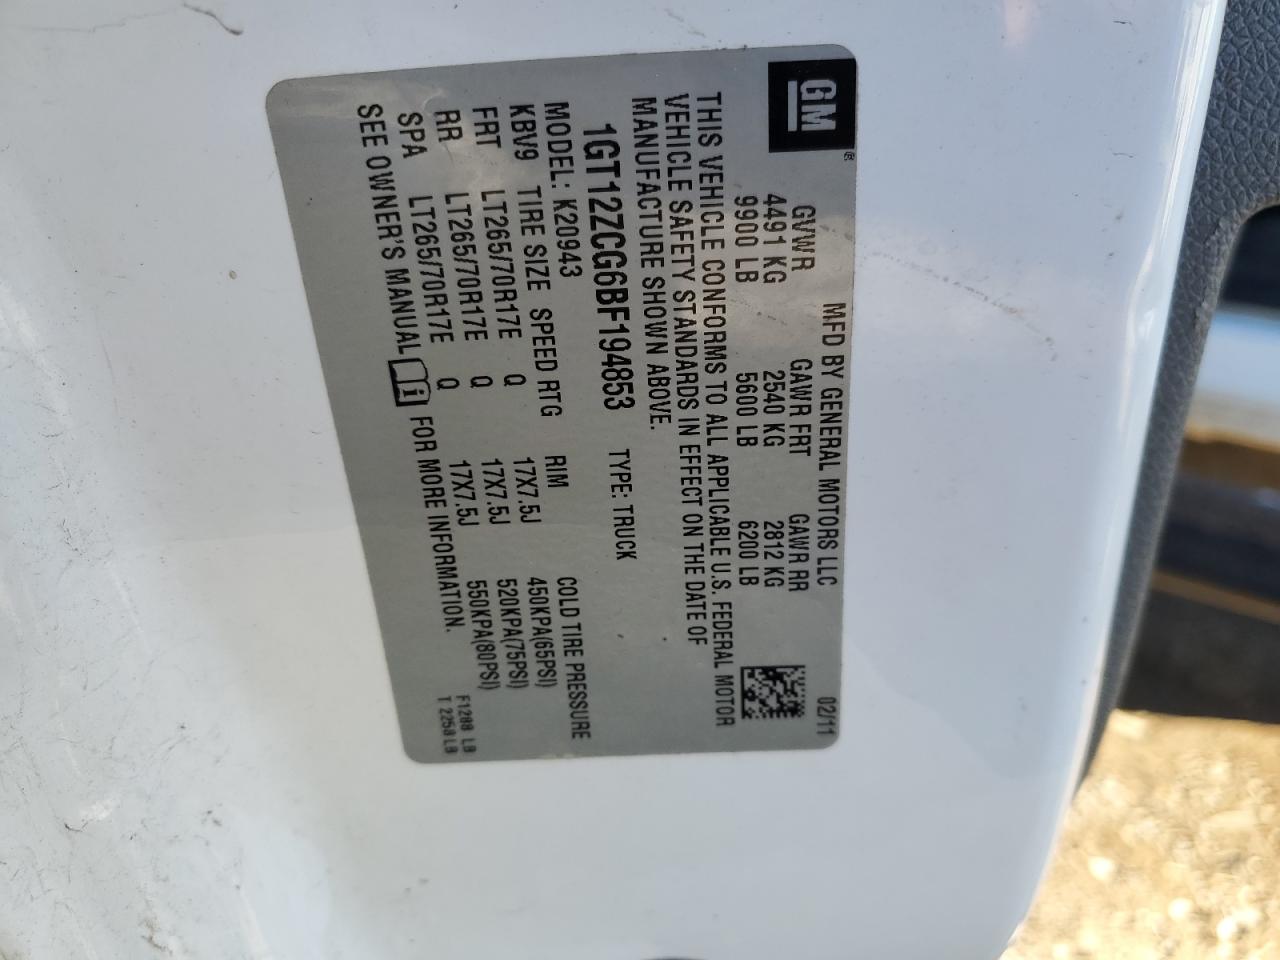 GM®
MFD BY GENERAL MOTORS LLC 02/11
GVWR GAWR FRT GAWR RR
4491 KG 2540 KG 2812 KG
9900 LB 5600 LB 6200 LB
THIS VEHICLE CONFORMS TO ALL APPLICABLE U.S. FEDERAL MOTOR
VEHICLE SAFETY STANDARDS IN EFFECT ON THE DATE OF
MANUFACTURE SHOWN ABOVE.
1GT12ZCG6BF194853 TYPE: TRUCK
MODEL: K20943
KBV9 TIRE SIZE SPEED RTG RIM COLD TIRE PRESSURE
FRT LT265/70R17E Q 17X7.5J 450KPA(65PSI)
RR LT265/70R17E Q 17X7.5J 520KPA(75PSI)
SPA LT265/70R17E Q 17X7.5J 550KPA(80PSI)
SEE OWNER'S MANUAL i FOR MORE INFORMATION.
F1288 LB
T 2258 LB